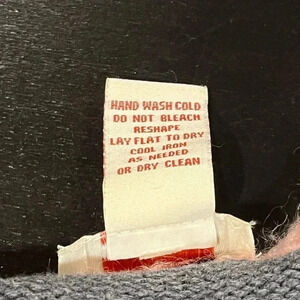 HAND WASH COLD
DO NOT BLEACH
RESHAPE
LAY FLAT TO DRY
COOL IRON
AS NEEDED
OR DRY CLEAN